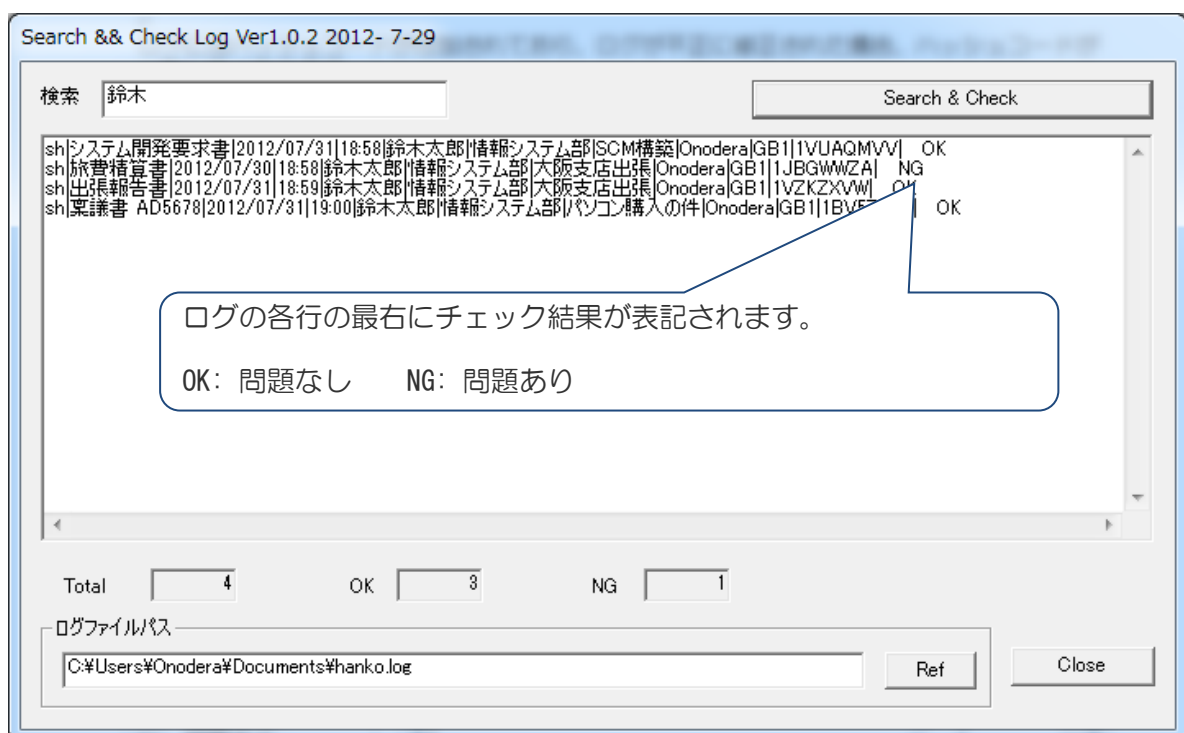 Search && Check Log Ver1.0.2 2012- 7-29
検索 鈴木 Search & Check
sh|システム開発要求書|2012/07/31|18:58|鈴木太郎|情報システム部|SCM構築|Onodera|GB1|1VUAQMVV| OK
sh|旅費精算書|2012/07/30|18:58|鈴木太郎|情報システム部|大阪支店出張|Onodera|GB1|1JBGWWZA| NG
sh|出張報告書|2012/07/31|18:59|鈴木太郎|情報システム部|大阪支店出張|Onodera|GB1|1VZKZXVW| OK
sh|稟議書 AD5678|2012/07/31|19:00|鈴木太郎|情報システム部|パソコン購入の件|Onodera|GB1| OK
ログの各行の最右にチェック結果が表記されます。
OK: 問題なし NG: 問題あり
Total 4 OK 3 NG 1
ログファイルパス
C:¥Users¥Onodera¥Documents¥hanko.log Ref Close